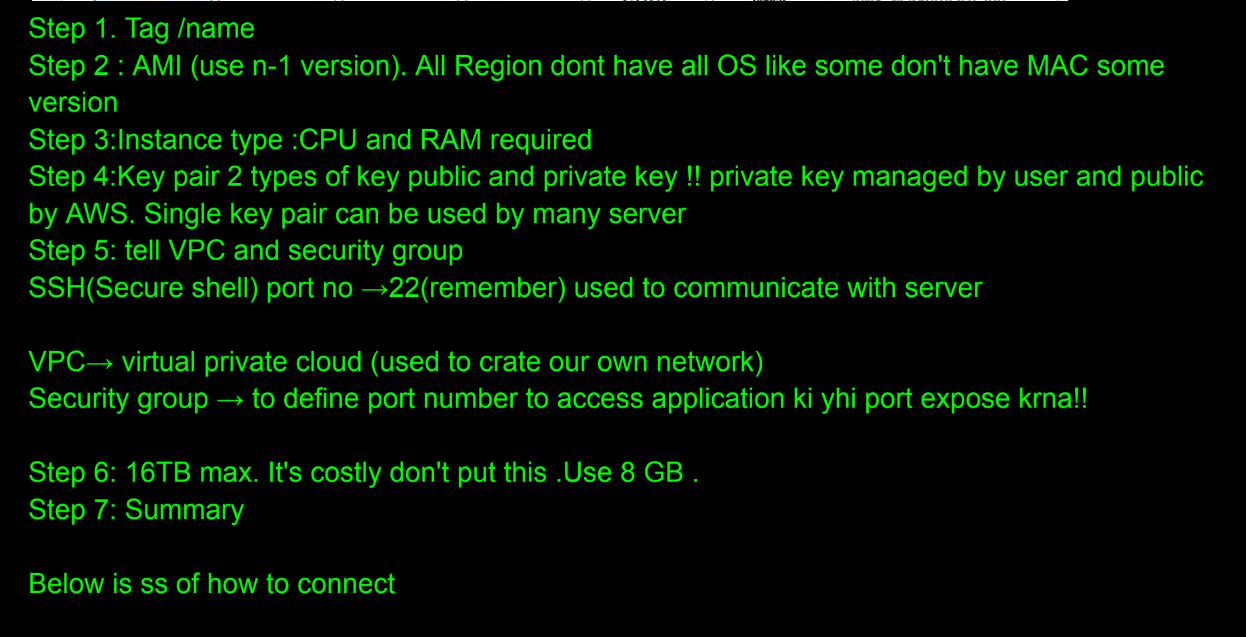 Step 1. Tag /name
Step 2 : AMI (use n-1 version). All Region dont have all OS like some don't have MAC some
version
Step 3:Instance type :CPU and RAM required
Step 4:Key pair 2 types of key public and private key !! private key managed by user and public
by AWS. Single key pair can be used by many server
Step 5: tell VPC and security group
SSH(Secure shell) port no →22(remember) used to communicate with server
VPC→ virtual private cloud (used to crate our own network)
Security group → to define port number to access application ki yhi port expose krna!!
Step 6: 16TB max. It's costly don't put this .Use 8 GB .
Step 7: Summary
Below is ss of how to connect